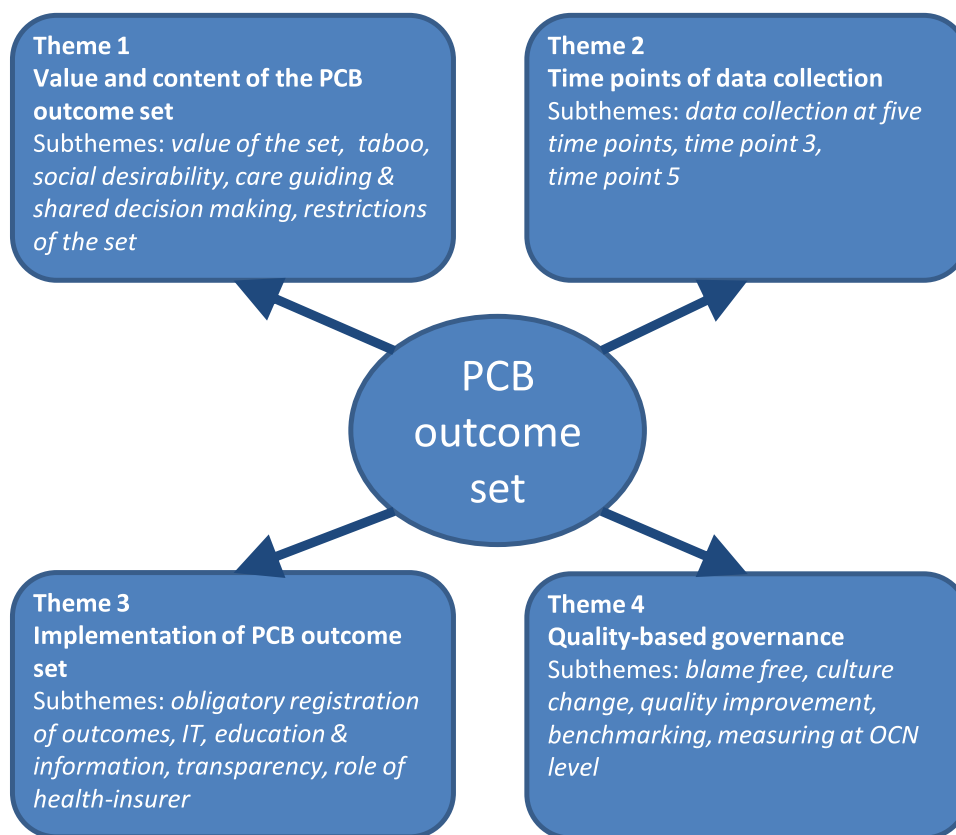 Theme 1
Value and content of the PCB
outcome set
Subthemes: value of the set, taboo,
social desirability, care guiding &
shared decision making, restrictions
of the set
Theme 2
Time points of data collection
Subthemes: data collection at five
time points, time point 3,
time point 5
PCB
outcome
set
Theme 3
Implementation of PCB outcome
set
Subthemes: obligatory registration
of outcomes, IT, education &
information, transparency, role of
health-insurer
Theme 4
Quality-based governance
Subthemes: blame free, culture
change, quality improvement,
benchmarking, measuring at OCN
level